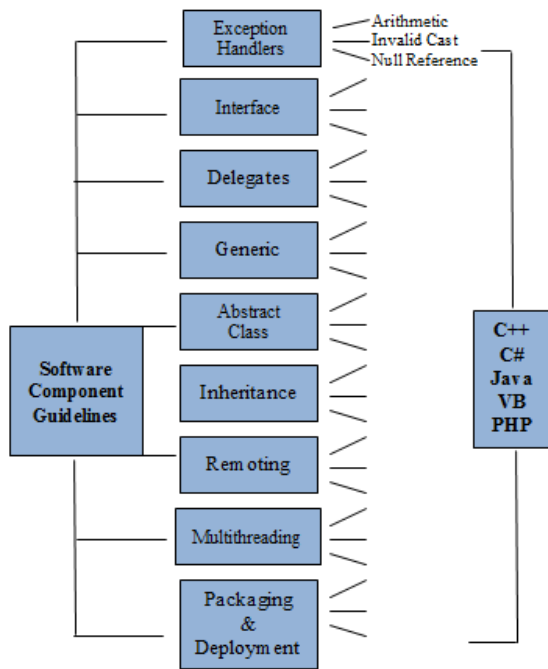 Exception
Handlers
Arithmetic
Invalid Cast
Null Reference
Interface
Delegates
Generic
Abstract
Class
Software
Component
Guidelines
Inheritance
Remoting
Multithreading
Packaging
&
Deployment
C++
C#
Java
VB
PHP